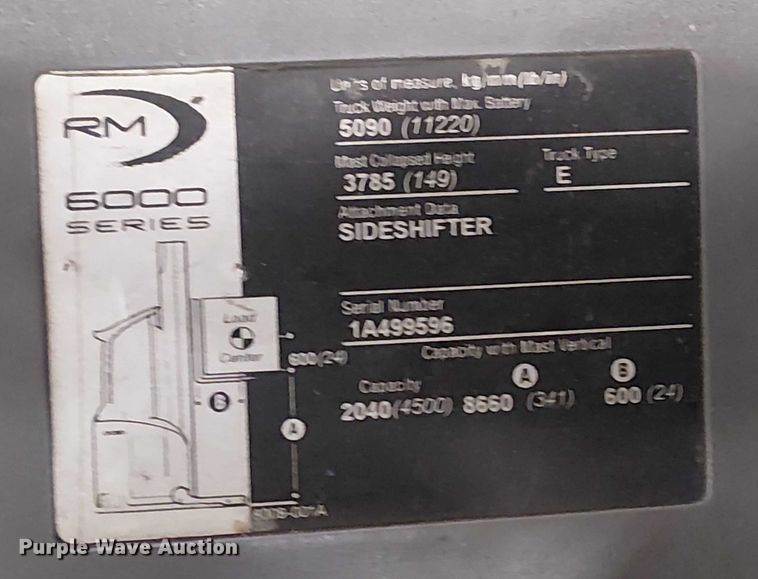 RM
6000
SERIES
Load
Center
600(24)
B
A
Units of measure, kg/mm (lb/in)
Truck Weight with Max. Battery
5090 (11220)
Mast Collapsed Height
3785 (149)
Truck Type
E
Attachment Data
SIDESHIFTER
Serial Number
1A499596
Capacity with Mast Vertical
Capacity A B
2040(4500) 8660 (341) 600 (24)
Purple Wave Auction